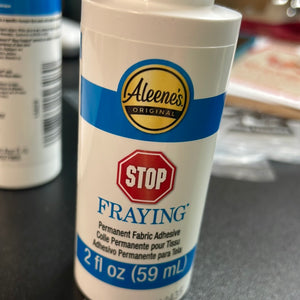 Aleene's
ORIGINAL
STOP
FRAYING
Permanent Fabric Adhesive
Colle Permanente pour Tissu
Adhesivo Permanente para Tela
2 fl oz (59 mL)